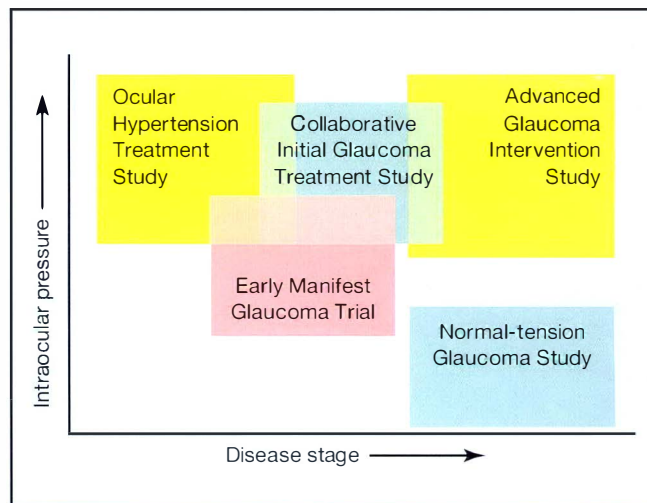 Ocular
Hypertension
Treatment
Study
Collaborative
Initial Glaucoma
Treatment Study
Advanced
Glaucoma
Intervention
Study
Early Manifest
Glaucoma Trial
Normal-tension
Glaucoma Study
Intraocular pressure
Disease stage